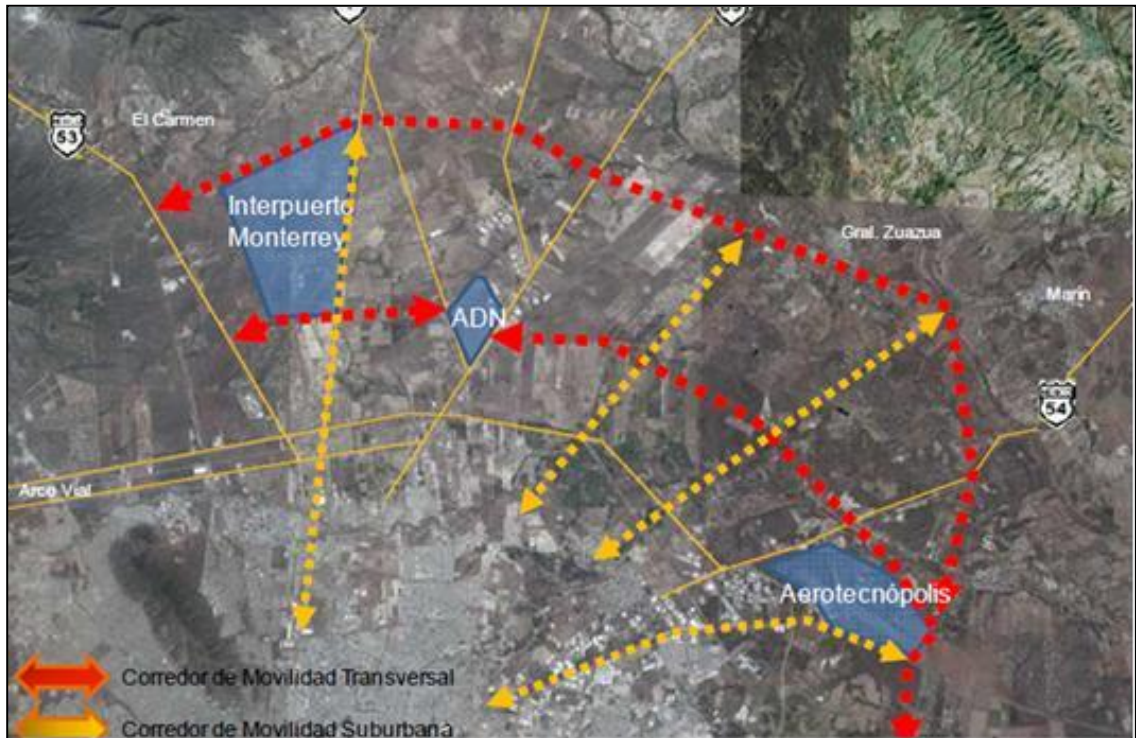 53
El Carmen
Interpuerto
Monterrey
Gral. Zuazua
Marín
ADN
54
Arco Vial
Aerotecnópolis
Corredor de Movilidad Transversal
Corredor de Movilidad Suburbana